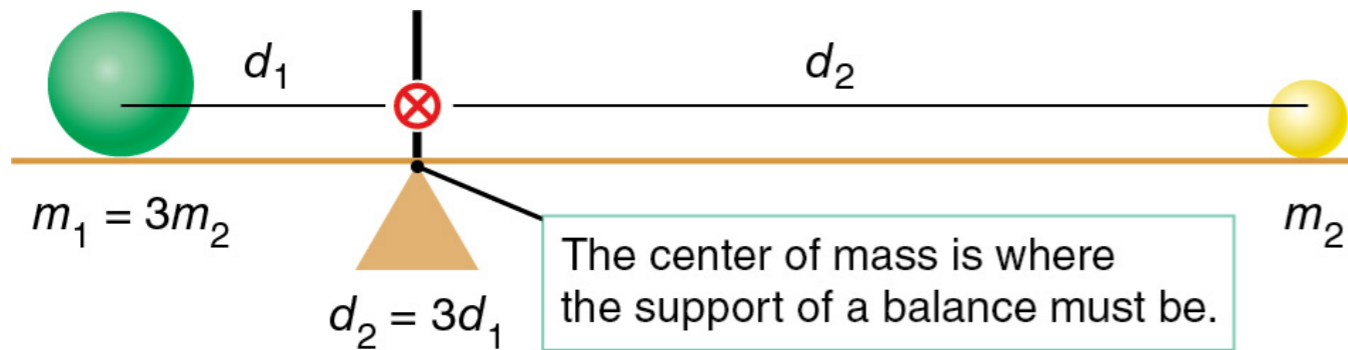 d₁
d₂
m₁ = 3m₂
m₂
The center of mass is where
the support of a balance must be.
d₂ = 3d₁